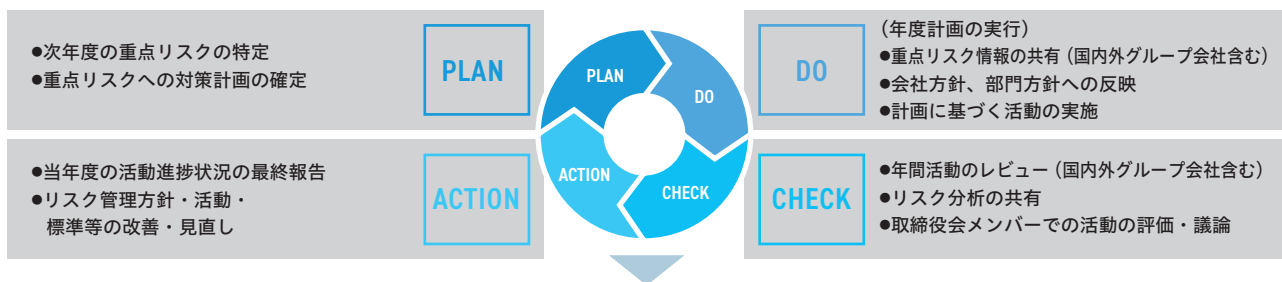 ●次年度の重点リスクの特定
●重点リスクへの対策計画の確定
PLAN
PLAN
DO
DO
(年度計画の実行)
●重点リスク情報の共有(国内外グループ会社含む)
●会社方針、部門方針への反映
●計画に基づく活動の実施
●当年度の活動進捗状況の最終報告
●リスク管理方針・活動・
標準等の改善・見直し
ACTION
ACTION
CHECK
CHECK
●年間活動のレビュー(国内外グループ会社含む)
●リスク分析の共有
●取締役会メンバーでの活動の評価・議論